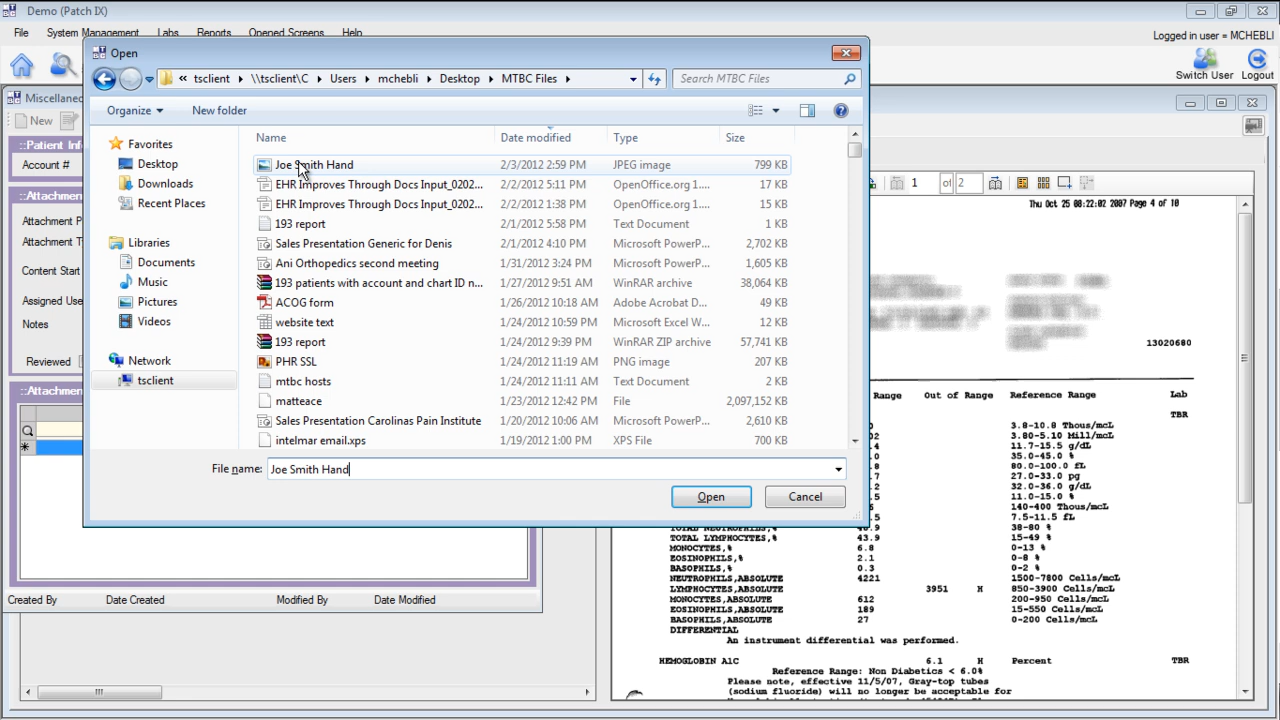 Demo (Patch IX)
File System Management Labs Reports Opened Screens Help
Logged in user = MCHEBLI
Switch User Logout
Miscellaneo
New
::Patient Inf
Account #
::Attachmen
Attachment P
Attachment T
Content Start
Assigned Use
Notes
Reviewed
::Attachmen
Open
« tsclient \\tsclient\C Users mchebli Desktop MTBC Files
Search MTBC Files
Organize New folder
Favorites
Desktop
Downloads
Recent Places
Libraries
Documents
Music
Pictures
Videos
Network
tsclient
Name Date modified Type Size
Joe Smith Hand 2/3/2012 2:59 PM JPEG image 799 KB
EHR Improves Through Docs Input_0202... 2/2/2012 5:11 PM OpenOffice.org 1.... 17 KB
EHR Improves Through Docs Input_0202... 2/2/2012 1:38 PM OpenOffice.org 1.... 15 KB
193 report 2/1/2012 5:58 PM Text Document 1 KB
Sales Presentation Generic for Denis 2/1/2012 4:10 PM Microsoft PowerP... 2,702 KB
Ani Orthopedics second meeting 1/31/2012 3:24 PM Microsoft PowerP... 1,605 KB
193 patients with account and chart ID n... 1/27/2012 9:51 AM WinRAR archive 38,064 KB
ACOG form 1/26/2012 10:18 AM Adobe Acrobat D... 49 KB
website text 1/24/2012 10:59 PM Microsoft Excel W... 12 KB
193 report 1/24/2012 9:39 PM WinRAR ZIP archive 57,741 KB
PHR SSL 1/24/2012 11:19 AM PNG image 207 KB
mtbc hosts 1/24/2012 11:11 AM Text Document 2 KB
matteace 1/23/2012 12:42 PM File 2,097,152 KB
Sales Presentation Carolinas Pain Institute 1/20/2012 10:06 AM Microsoft PowerP... 2,610 KB
intelmar email.xps 1/19/2012 1:00 PM XPS File 700 KB
File name: Joe Smith Hand
Open Cancel
1 of 2
Thu Oct 25 08:22:02 2007 Page 4 of 10
13020680
Range Out of Range Reference Range Lab
TBR
3.8-10.8 Thous/mcL
02 3.80-5.10 Mill/mcL
.4 11.7-15.5 g/dL
.0 35.0-45.0 %
.8 80.0-100.0 fL
.7 27.0-33.0 pg
.2 32.0-36.0 g/dL
.5 11.0-15.0 %
140-400 Thous/mcL
.5 7.5-11.5 fL
TOTAL NEUTROPHILS,% 46.9 38-80 %
TOTAL LYMPHOCYTES,% 43.9 15-49 %
MONOCYTES,% 6.8 0-13 %
EOSINOPHILS,% 2.1 0-8 %
BASOPHILS,% 0.3 0-2 %
NEUTROPHILS,ABSOLUTE 4221 1500-7800 Cells/mcL
LYMPHOCYTES,ABSOLUTE 3951 H 850-3900 Cells/mcL
MONOCYTES,ABSOLUTE 612 200-950 Cells/mcL
EOSINOPHILS,ABSOLUTE 189 15-550 Cells/mcL
BASOPHILS,ABSOLUTE 27 0-200 Cells/mcL
DIFFERENTIAL
An instrument differential was performed.
HEMOGLOBIN A1C 6.1 H Percent TBR
Reference Range: Non Diabetics < 6.0%
Please note, effective 11/5/07, Gray-top tubes
(sodium fluoride) will no longer be acceptable for
Created By Date Created Modified By Date Modified